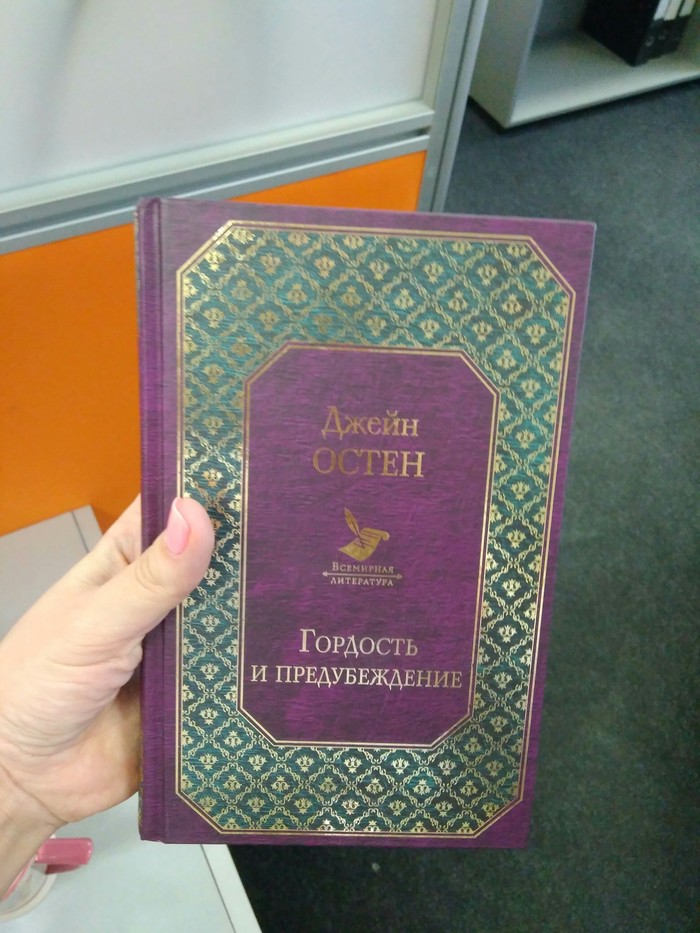 Джейн
ОСТЕН
Всемирная
литература
Гордость
и предубеждение